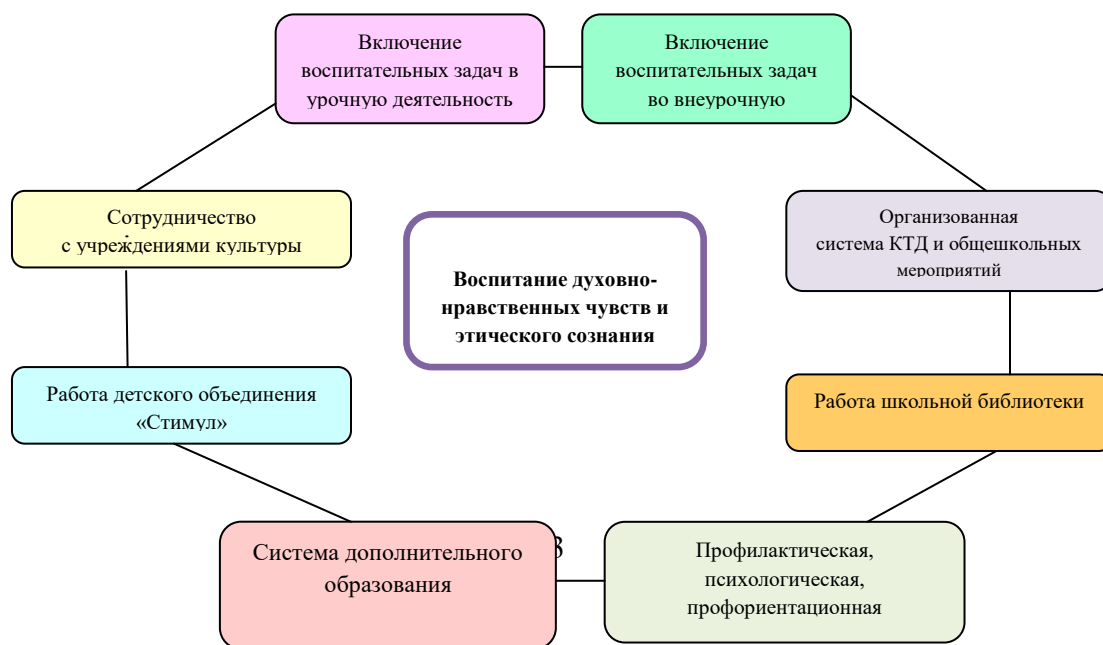 Включение
воспитательных задач в
урочную деятельность
Включение
воспитательных задач
во внеурочную
Сотрудничество
с учреждениями культуры
Организованная
система КТД и общешкольных
мероприятий
Воспитание духовно-
нравственных чувств и
этического сознания
Работа детского объединения
«Стимул»
Работа школьной библиотеки
Система дополнительного
образования
Профилактическая,
психологическая,
профориентационная